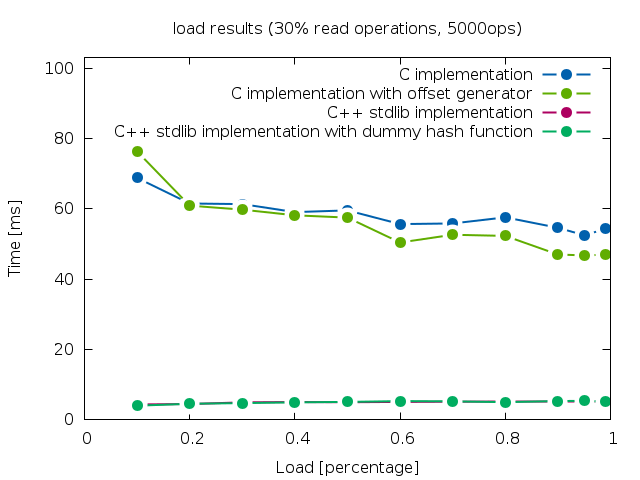 load results (30% read operations, 5000ops)
100
80
60
40
20
0
Time [ms]
C implementation
C implementation with offset generator
C++ stdlib implementation
C++ stdlib implementation with dummy hash function
0 0.2 0.4 0.6 0.8 1
Load [percentage]